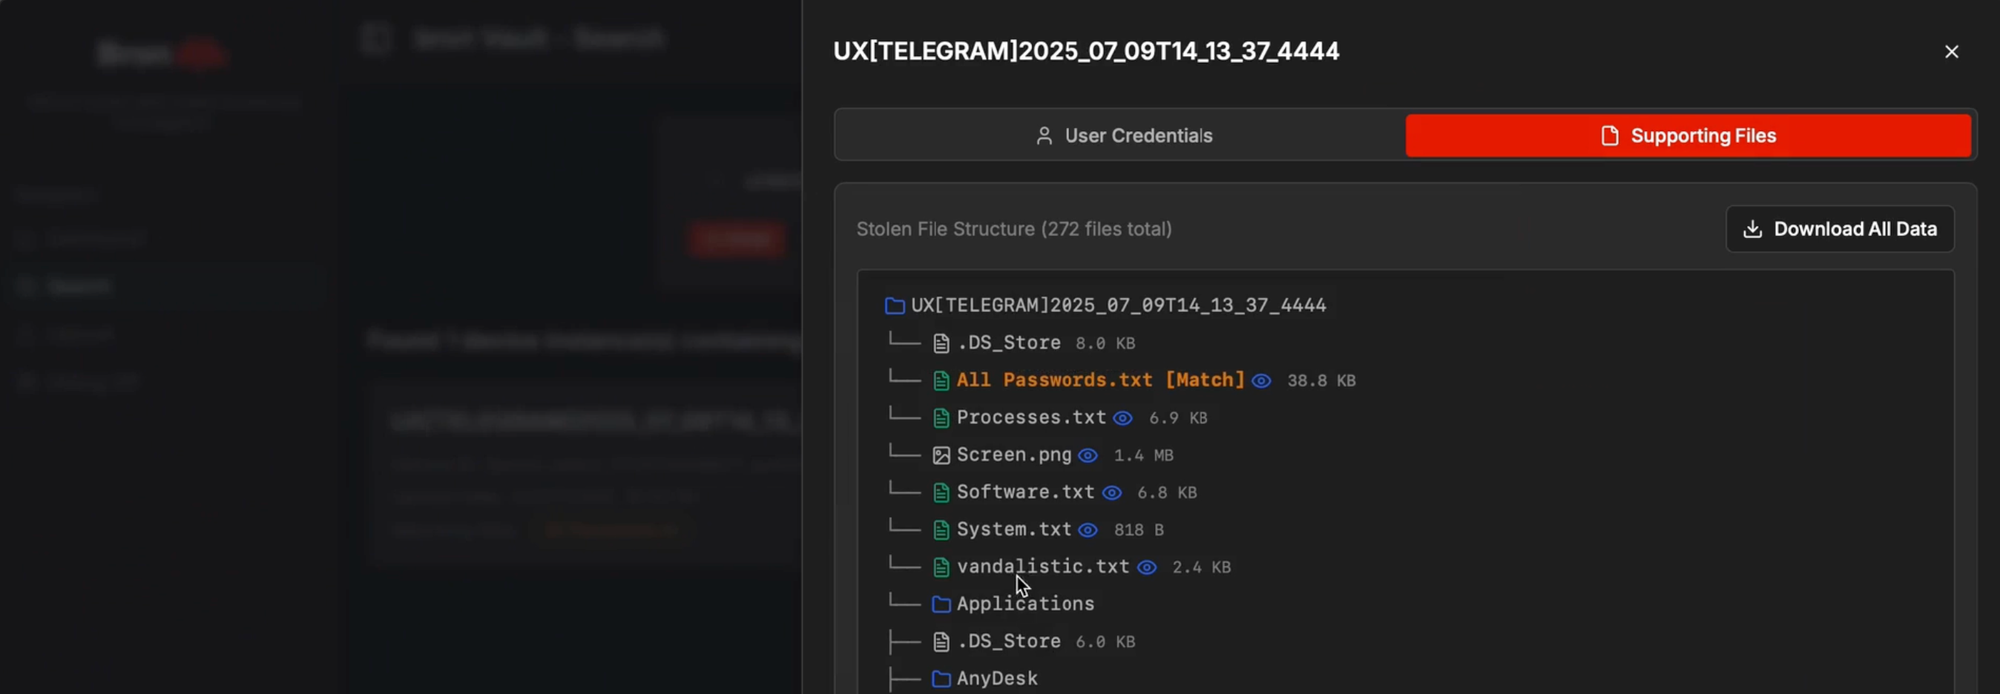 UX[TELEGRAM]2025_07_09T14_13_37_4444
User Credentials
Supporting Files
Stolen File Structure (272 files total)
Download All Data
UX[TELEGRAM]2025_07_09T14_13_37_4444
.DS_Store 8.0 KB
All Passwords.txt [Match] 38.8 KB
Processes.txt 6.9 KB
Screen.png 1.4 MB
Software.txt 6.8 KB
System.txt 818 B
vandalistic.txt 2.4 KB
Applications
.DS_Store 6.0 KB
AnyDesk